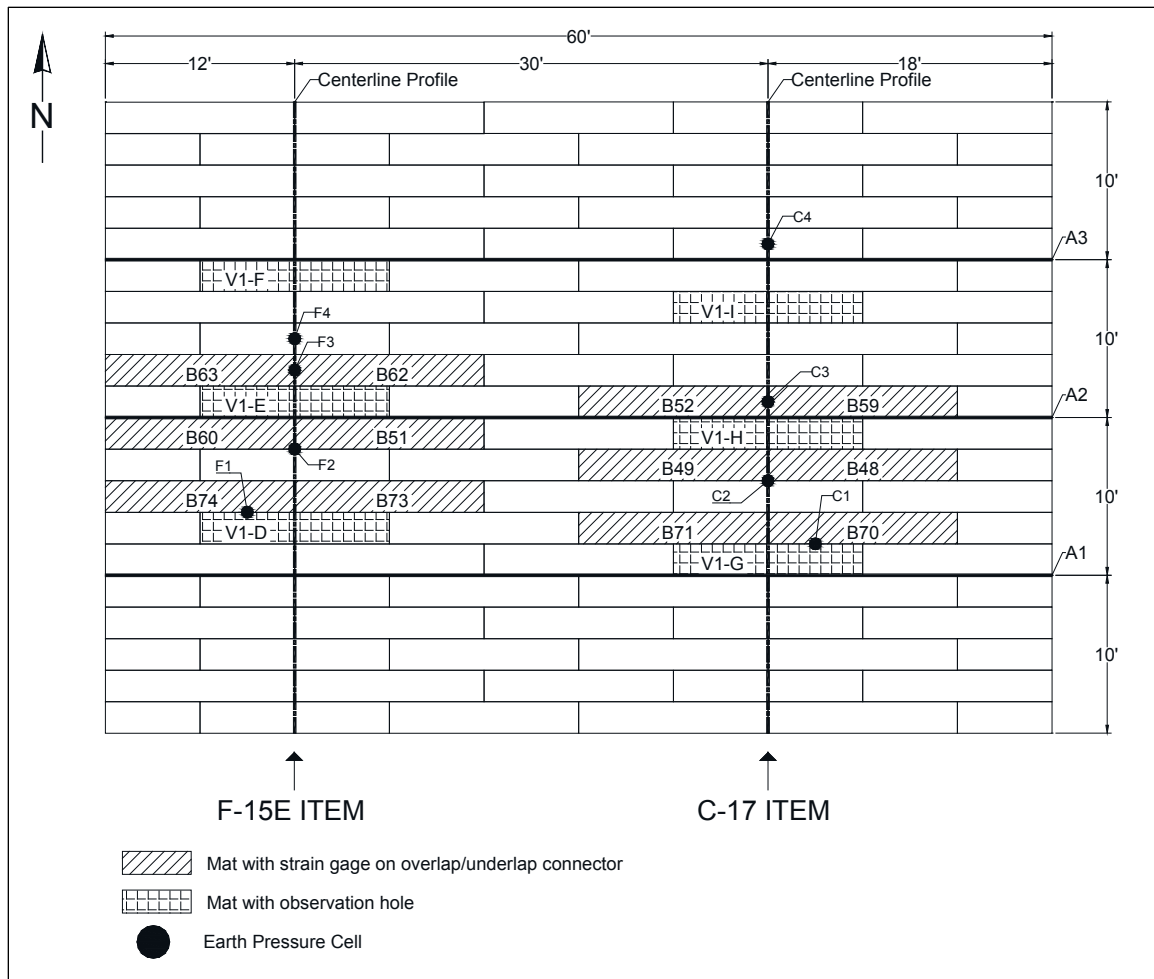 60'
12' 30' 18'
Centerline Profile Centerline Profile
N
10'
C4
A3
V1-F
V1-I
F4
10'
F3
B63 B62
C3
V1-E
B52 B59
A2
B60 B51
V1-H
F1
F2
B49 B48
10'
B74 B73
C2
C1
V1-D
B71 B70
V1-G
A1
10'
F-15E ITEM C-17 ITEM
Mat with strain gage on overlap/underlap connector
Mat with observation hole
Earth Pressure Cell